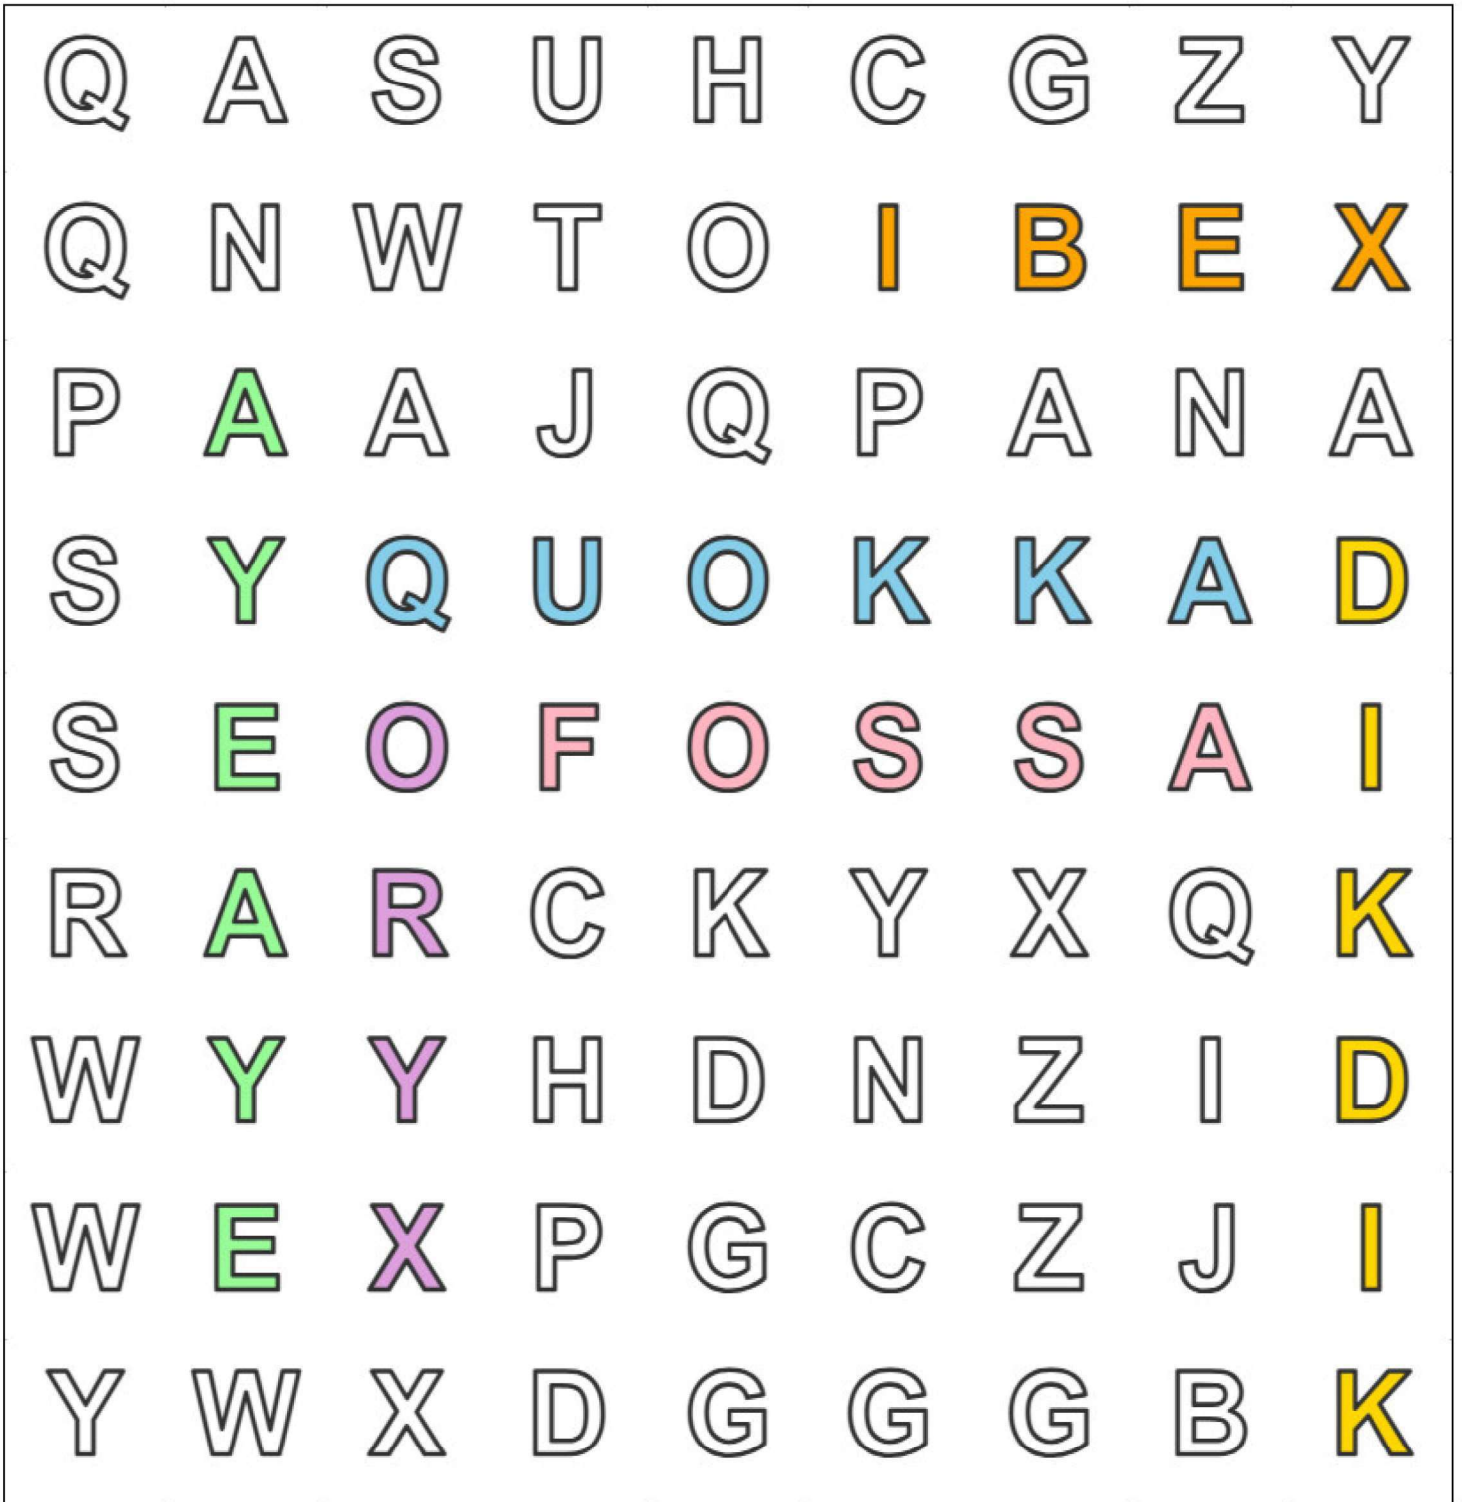 Q A S U H C G Z Y
Q N W T O I B E X
P A A J Q P A N A
S Y Q U O K K A D
S E O F O S S A I
R A R C K Y X Q K
W Y Y H D N Z I D
W E X P G C Z J I
Y W X D G G G B K